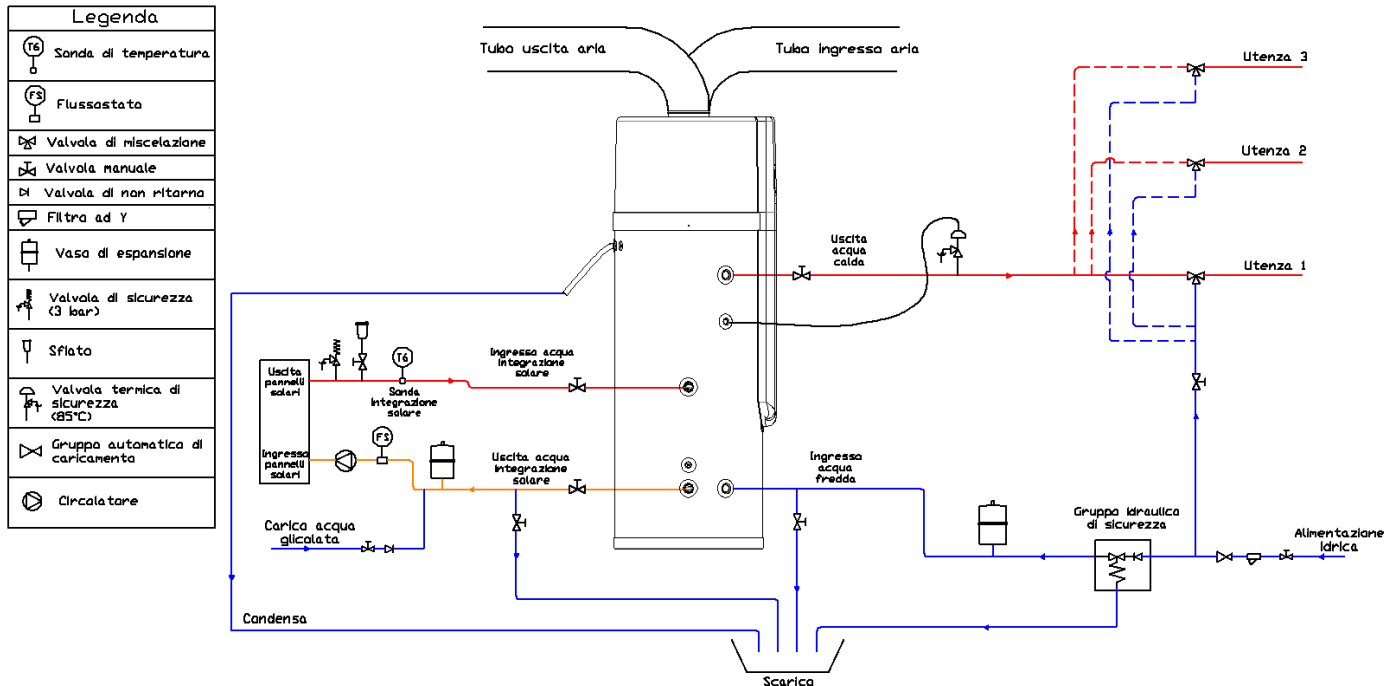 Legenda
T6
Sonda di temperatura
FS
Flussostato
Valvola di miscelazione
Valvola manuale
Valvola di non ritorno
Filtro ad Y
Vaso di espansione
Valvola di sicurezza
(3 bar)
Sfiato
Valvola termica di
sicurezza
(85°C)
Gruppo automatico di
caricamento
Circolatore
Tubo uscita aria
Tubo ingresso aria
Utenza 3
Utenza 2
Utenza 1
Uscita
acqua
calda
Uscita
pannelli
solari
T6
Sonda
integrazione
solare
Ingresso acqua
integrazione
solare
Ingresso
pannelli
solari
FS
Uscita acqua
integrazione
solare
Ingresso
acqua
fredda
Carica acqua
glicolata
Gruppo idraulico
di sicurezza
Alimentazione
idrica
Condensa
Scarico